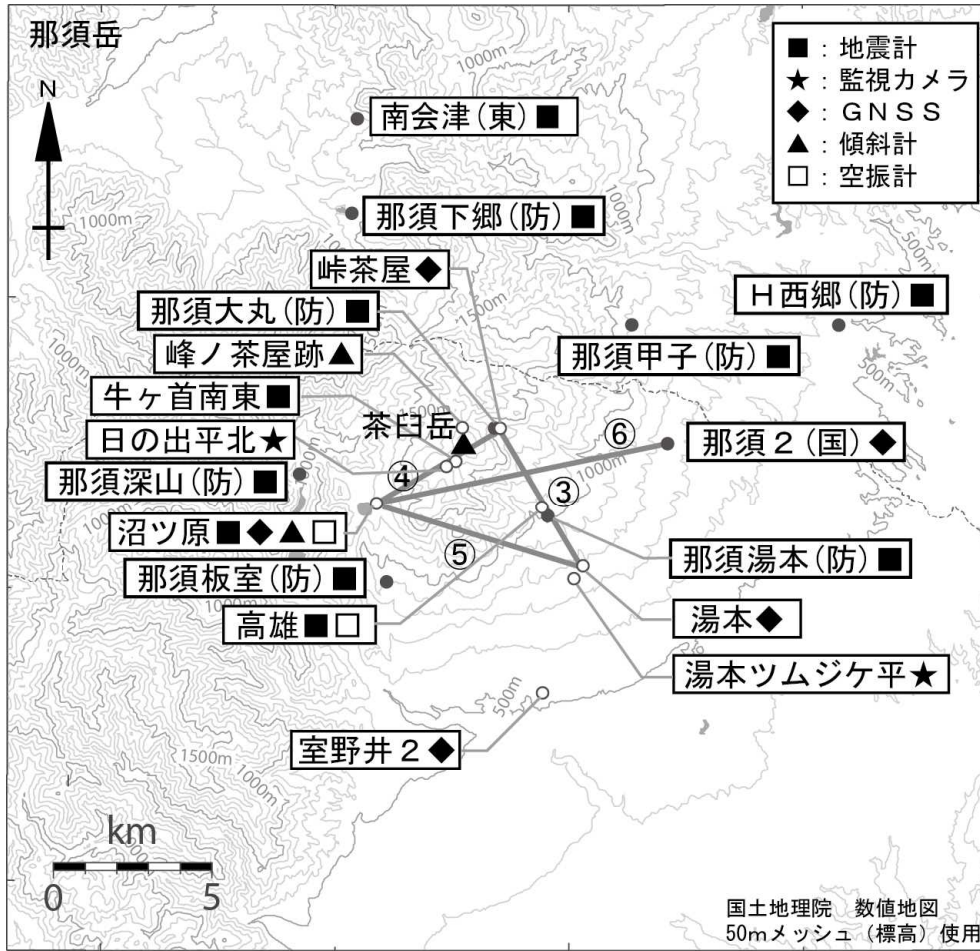 那須岳
N
■：地震計
★：監視カメラ
◆：GNSS
▲：傾斜計
□：空振計
1000m
南会津(東)■
1000m
那須下郷(防)■
500m
峠茶屋◆
1500m
H西郷(防)■
那須大丸(防)■
峰ノ茶屋跡▲
那須甲子(防)■
500m
牛ヶ首南東■
茶臼岳
⑥
日の出平北★
那須2(国)◆
1000m
那須深山(防)■
④
③
沼ツ原■◆▲□
⑤
那須湯本(防)■
那須板室(防)■
高雄■□
湯本◆
湯本ツムジケ平★
500m
室野井2◆
1500m
km
0 5
国土地理院 数値地図
50mメッシュ(標高)使用